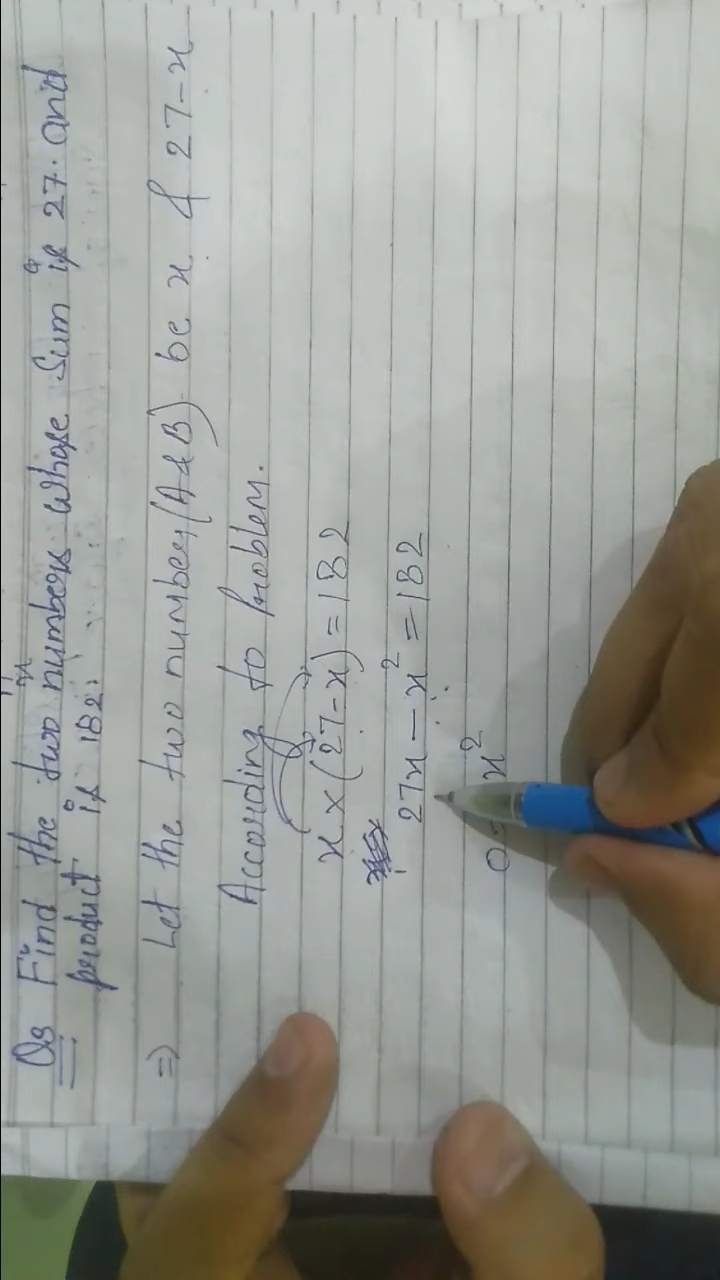 Q3 Find the two numbers whose sum is 27. and
product is 182.
⇒ Let the two numbers (A & B) be x & 27-x
According to problem.
x × (27-x) = 182
27x - x² = 182
0 = x²